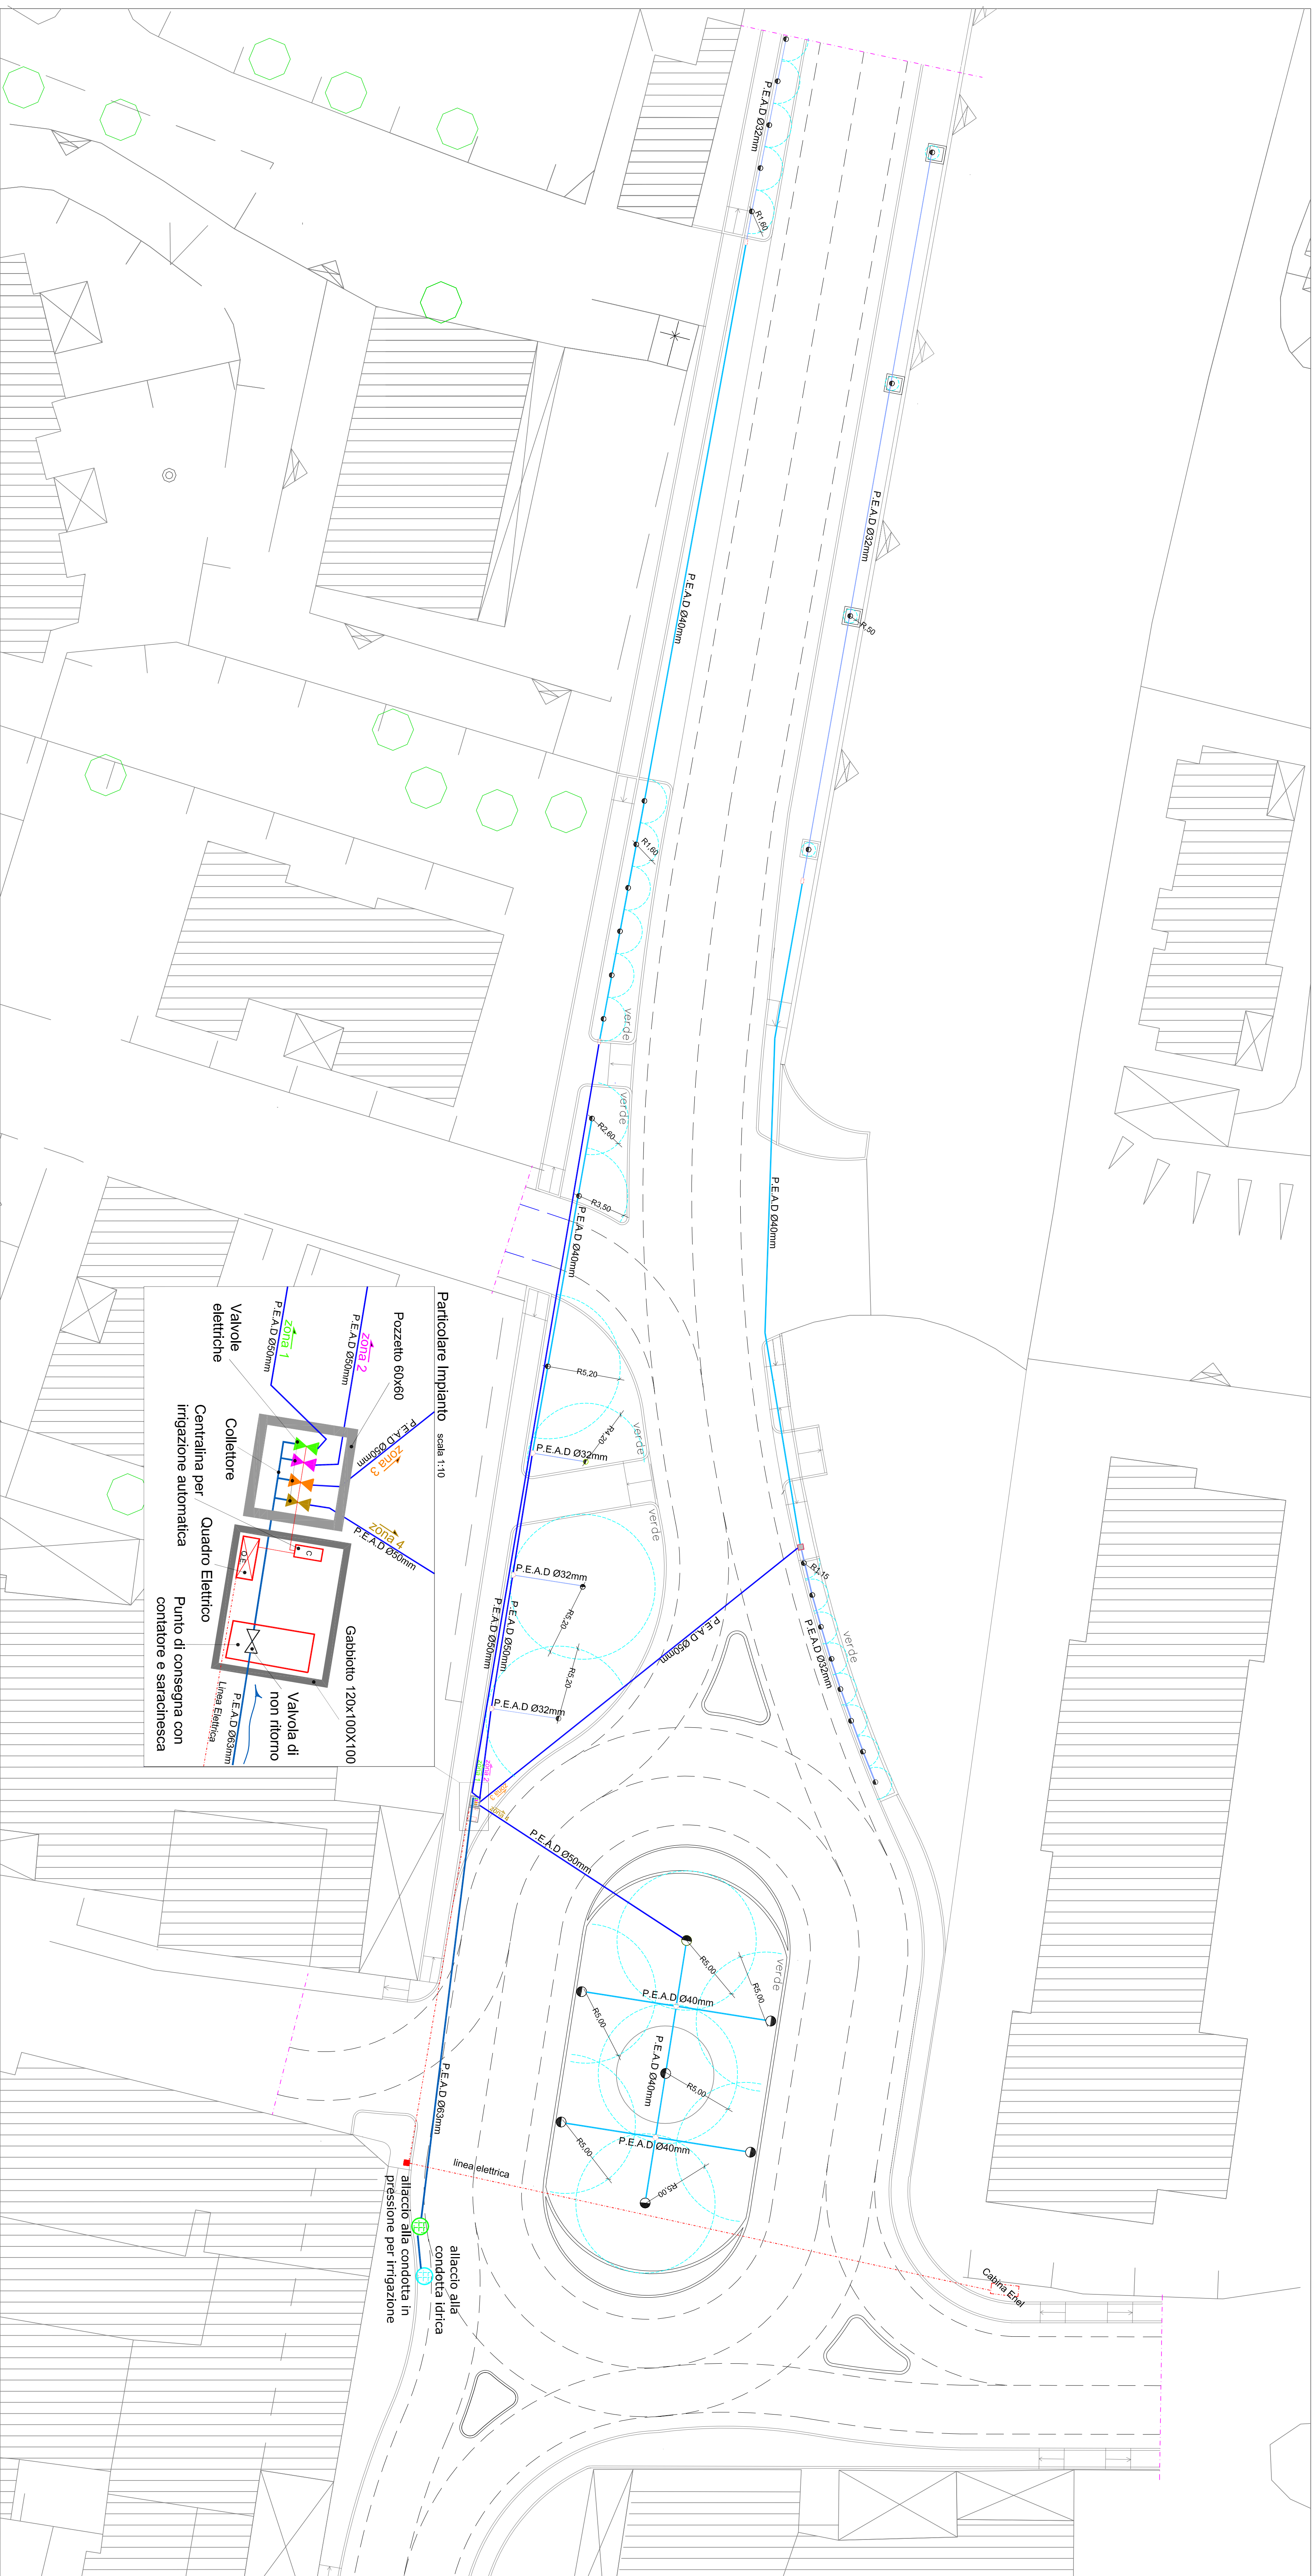 P.E.A.D Ø32mm
R1,60
P.E.A.D Ø32mm
P.E.A.D Ø40mm
R,50
R1,60
verde
verde
R2,60
R3,50
P.E.A.D Ø40mm
P.E.A.D Ø40mm
R5,20
R4,20
verde
P.E.A.D Ø32mm
verde
P.E.A.D Ø32mm
R5,20
R5,20
P.E.A.D Ø32mm
P.E.A.D Ø50mm
P.E.A.D Ø50mm
P.E.A.D Ø50mm
R1,15
P.E.A.D Ø32mm
verde
Particolare Impianto scala 1:10
Pozzetto 60x60
zona 2
P.E.A.D Ø50mm
zona 1
P.E.A.D Ø50mm
Valvole
elettriche
P.E.A.D Ø50mm
zona 3
zona 4
P.E.A.D Ø50mm
Collettore
Centralina per
irrigazione automatica
C
Q.E.
Quadro Elettrico
Gabbiotto 120x100X100
Valvola di
non ritorno
Punto di consegna con
contatore e saracinesca
P.E.A.D Ø63mm
Linea Elettrica
P.E.A.D Ø50mm
verde
R5,00
R5,00
P.E.A.D Ø40mm
R5,00
P.E.A.D Ø40mm
R5,00
P.E.A.D Ø40mm
R5,00
R5,00
P.E.A.D Ø63mm
linea elettrica
allaccio alla condotta in
pressione per irrigazione
allaccio alla
condotta idrica
Cabina Enel